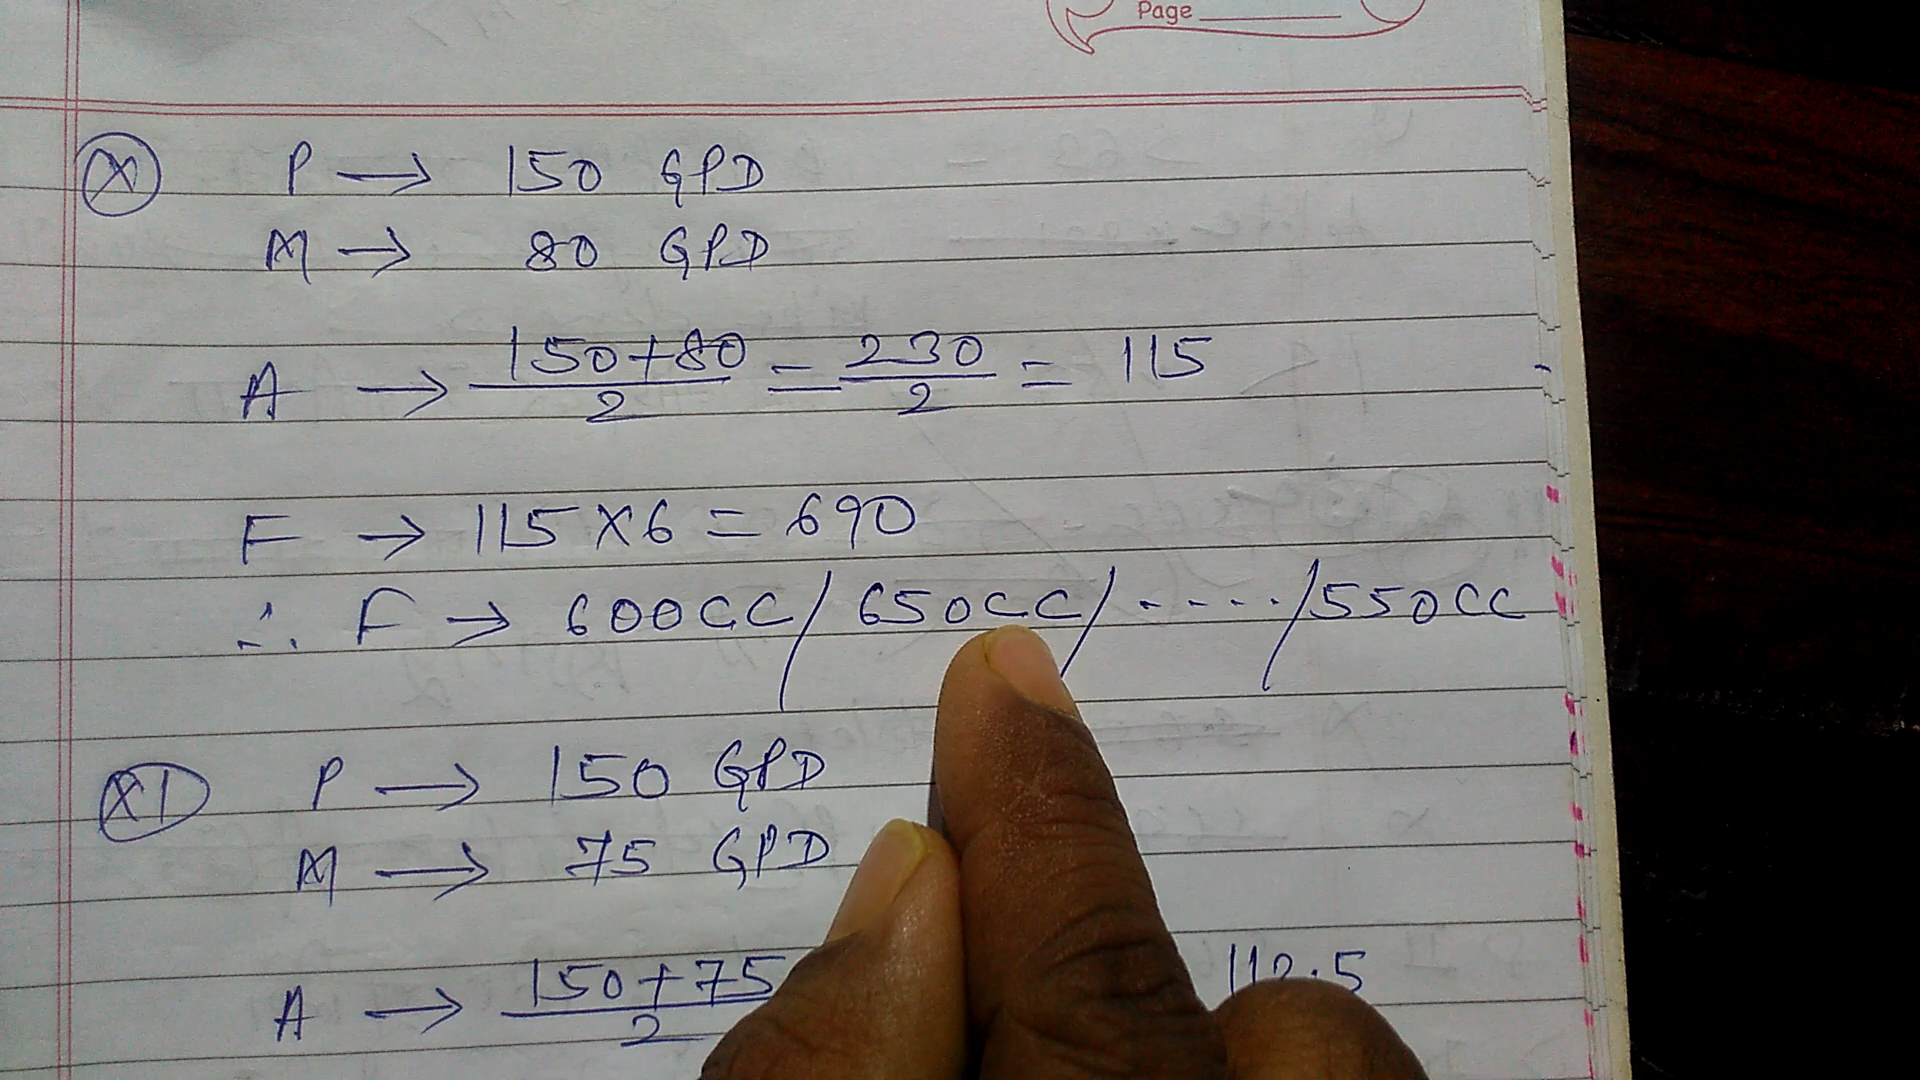 Page
X P → 150 GPD
M → 80 GPD
A → 150+80/2 = 230/2 = 115
F → 115 X 6 = 690
∴ F → 600CC/650CC/-----/550CC
XI P → 150 GPD
M → 75 GPD
A → 150+75/2 112.5